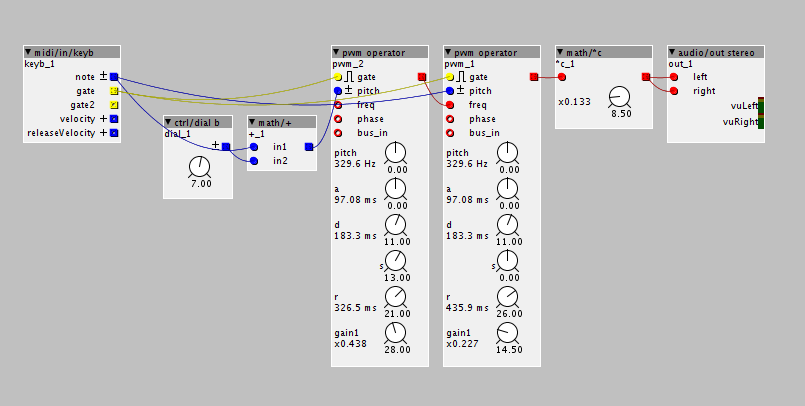 midi/in/keyb
keyb_1
note
gate
gate2
velocity
releaseVelocity
ctrl/dial b
dial_1
7.00
math/+
+_1
in1
in2
pwm operator
pwm_2
gate
pitch
freq
phase
bus_in
pitch
329.6 Hz
0.00
a
97.08 ms
0.00
d
183.3 ms
11.00
s
13.00
r
326.5 ms
21.00
gain1
x0.438
28.00
pwm operator
pwm_1
gate
pitch
freq
phase
bus_in
pitch
329.6 Hz
0.00
a
97.08 ms
0.00
d
183.3 ms
11.00
s
0.00
r
435.9 ms
26.00
gain1
x0.227
14.50
math/*c
*c_1
x0.133
8.50
audio/out stereo
out_1
left
right
vuLeft
vuRight